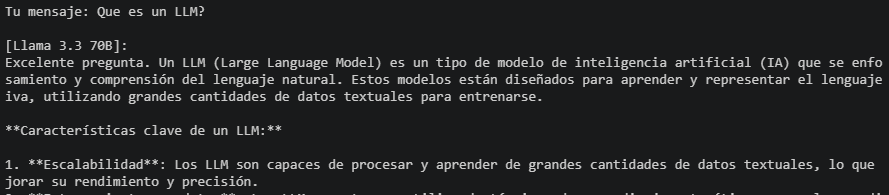 Tu mensaje: Que es un LLM?
[Llama 3.3 70B]:
Excelente pregunta. Un LLM (Large Language Model) es un tipo de modelo de inteligencia artificial (IA) que se enfo
samiento y comprensión del lenguaje natural. Estos modelos están diseñados para aprender y representar el lenguaje
iva, utilizando grandes cantidades de datos textuales para entrenarse.
**Características clave de un LLM:**
1. **Escalabilidad**: Los LLM son capaces de procesar y aprender de grandes cantidades de datos textuales, lo que
jorar su rendimiento y precisión.